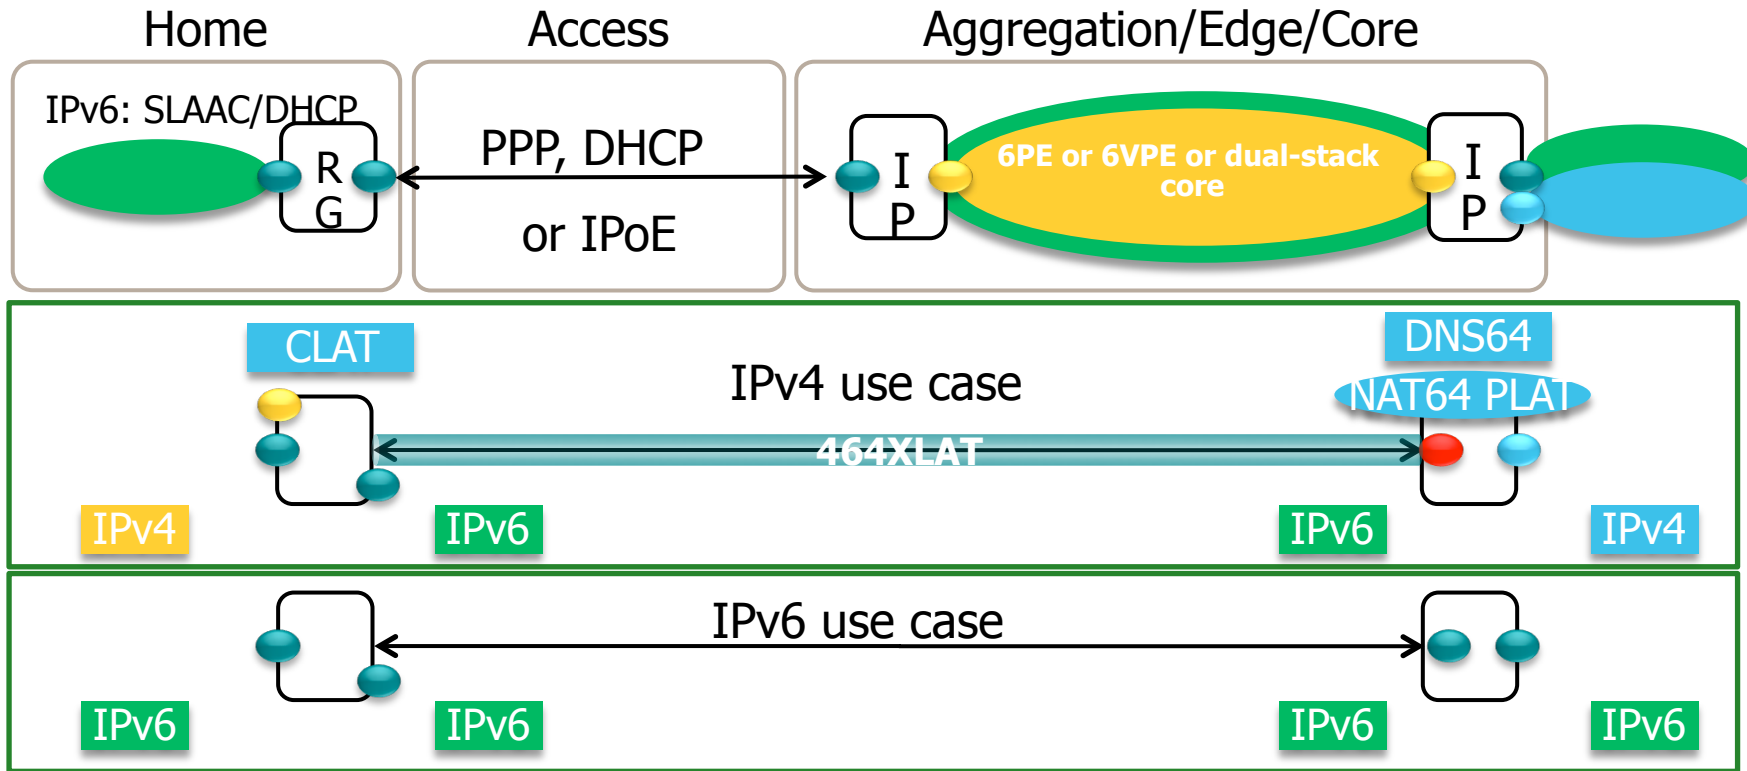 Home
Access
Aggregation/Edge/Core
IPv6: SLAAC/DHCP
R
G
PPP, DHCP
or IPoE
I
P
6PE or 6VPE or dual-stack
core
I
P
CLAT
IPv4 use case
DNS64
NAT64 PLAT
464XLAT
IPv4
IPv6
IPv6
IPv4
IPv6 use case
IPv6
IPv6
IPv6
IPv6